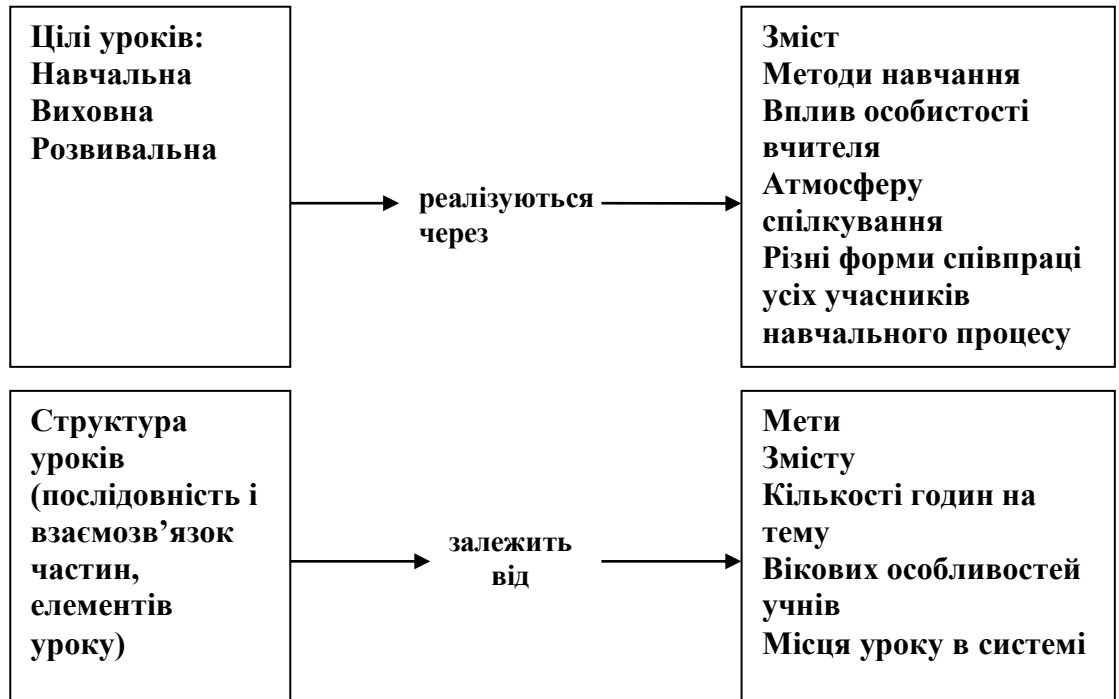 Цілі уроків:
Навчальна
Виховна
Розвивальна
реалізуються
через
Зміст
Методи навчання
Вплив особистості
вчителя
Атмосферу
спілкування
Різні форми співпраці
усіх учасників
навчального процесу
Структура
уроків
(послідовність і
взаємозв’язок
частин,
елементів
уроку)
залежить
від
Мети
Змісту
Кількості годин на
тему
Вікових особливостей
учнів
Місця уроку в системі